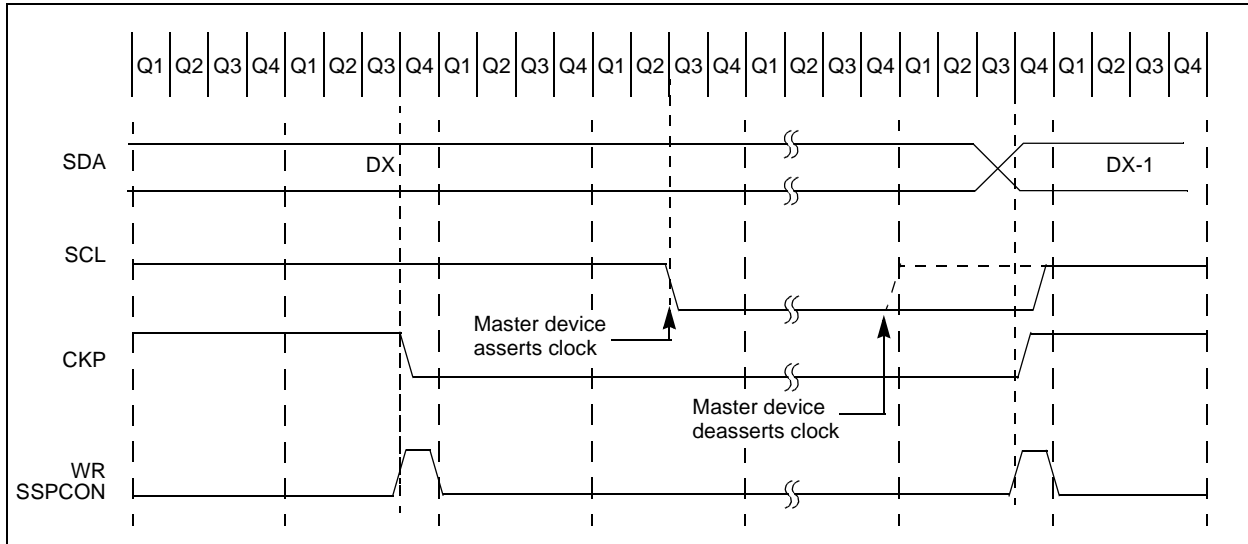 Q1 Q2 Q3 Q4 Q1 Q2 Q3 Q4 Q1 Q2 Q3 Q4 Q1 Q2 Q3 Q4 Q1 Q2 Q3 Q4 Q1 Q2 Q3 Q4 Q1 Q2 Q3 Q4
SDA
DX
DX-1
SCL
Master device
asserts clock
CKP
Master device
deasserts clock
WR
SSPCON